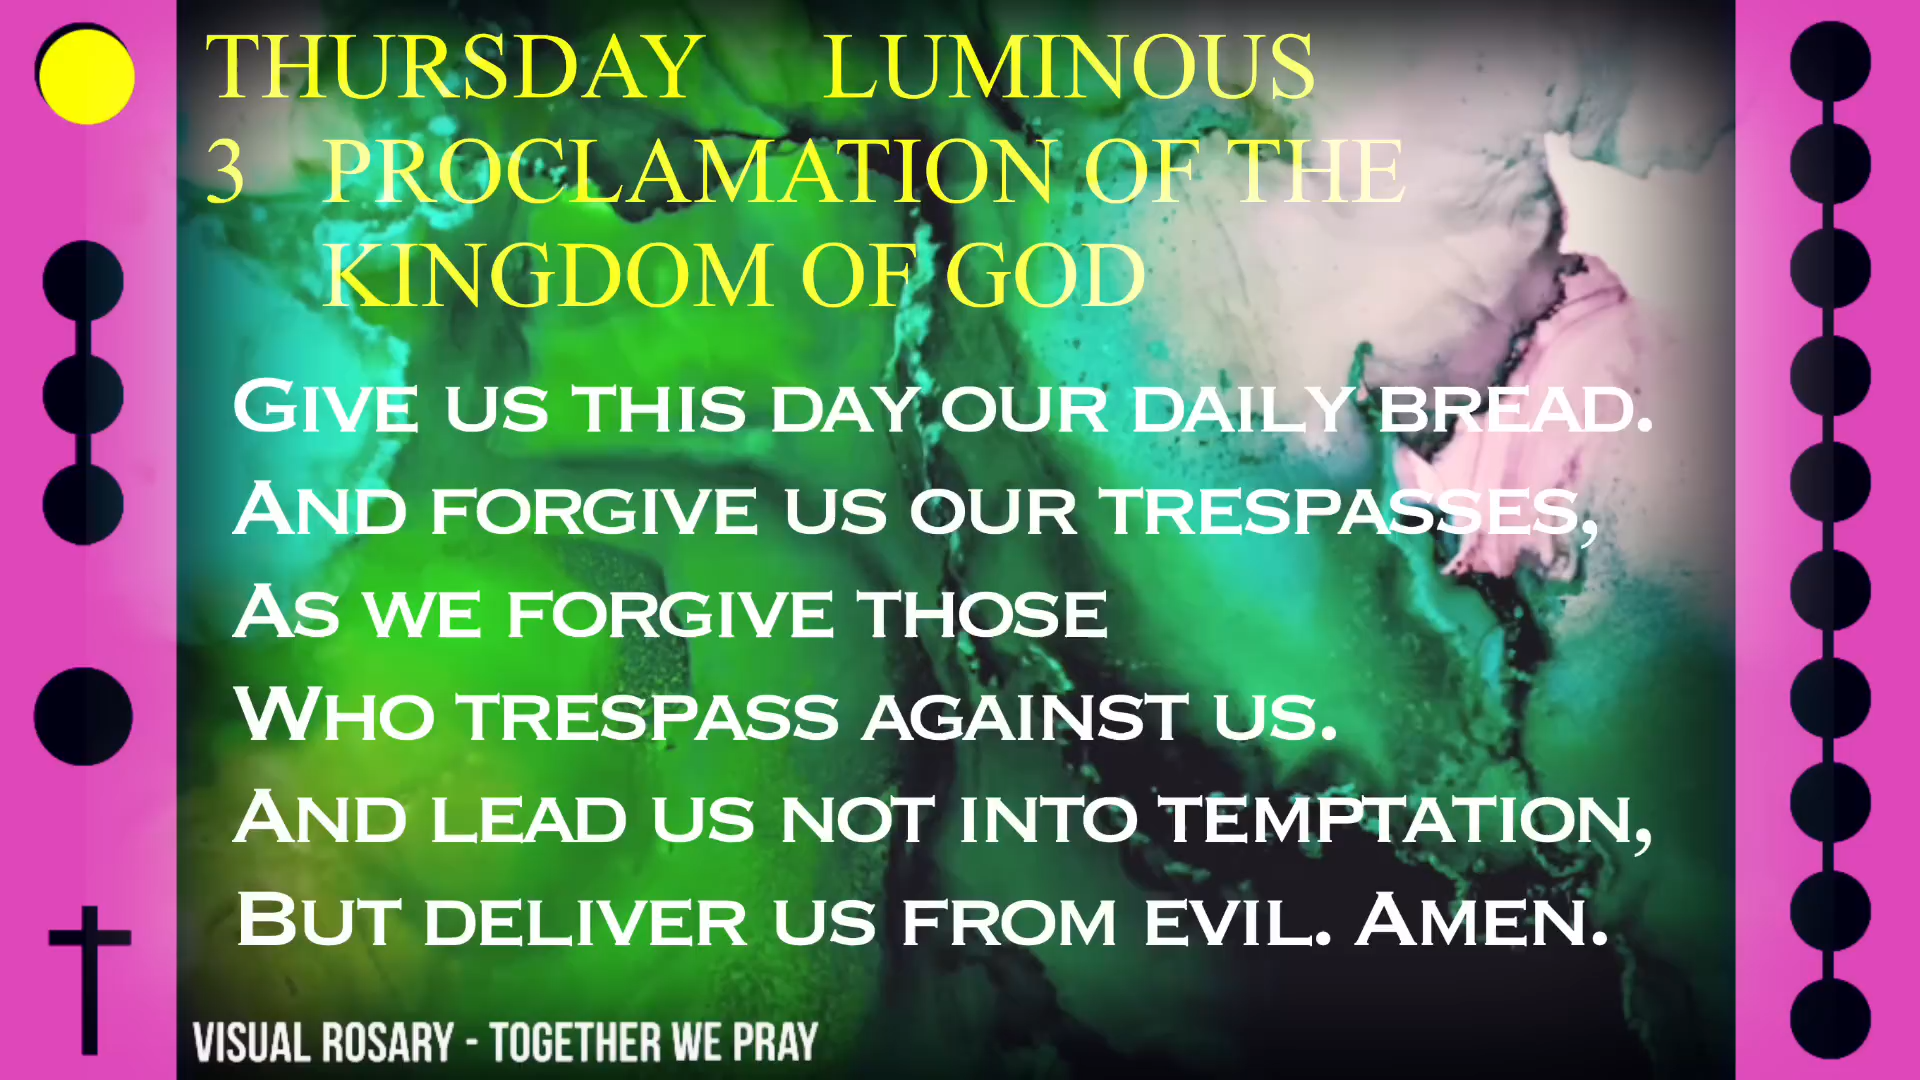 THURSDAY LUMINOUS
3 PROCLAMATION OF THE
KINGDOM OF GOD
GIVE US THIS DAY OUR DAILY BREAD.
AND FORGIVE US OUR TRESPASSES,
AS WE FORGIVE THOSE
WHO TRESPASS AGAINST US.
AND LEAD US NOT INTO TEMPTATION,
BUT DELIVER US FROM EVIL. AMEN.
VISUAL ROSARY - TOGETHER WE PRAY